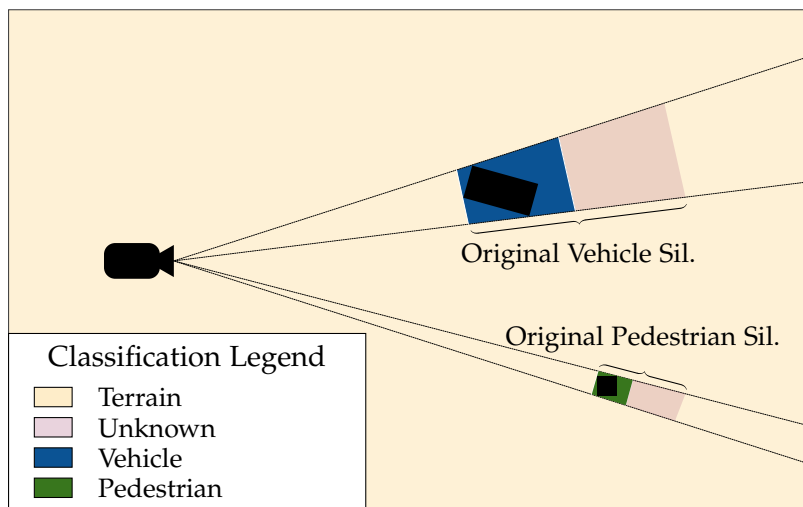 Original Vehicle Sil.
Original Pedestrian Sil.
Classification Legend
Terrain
Unknown
Vehicle
Pedestrian